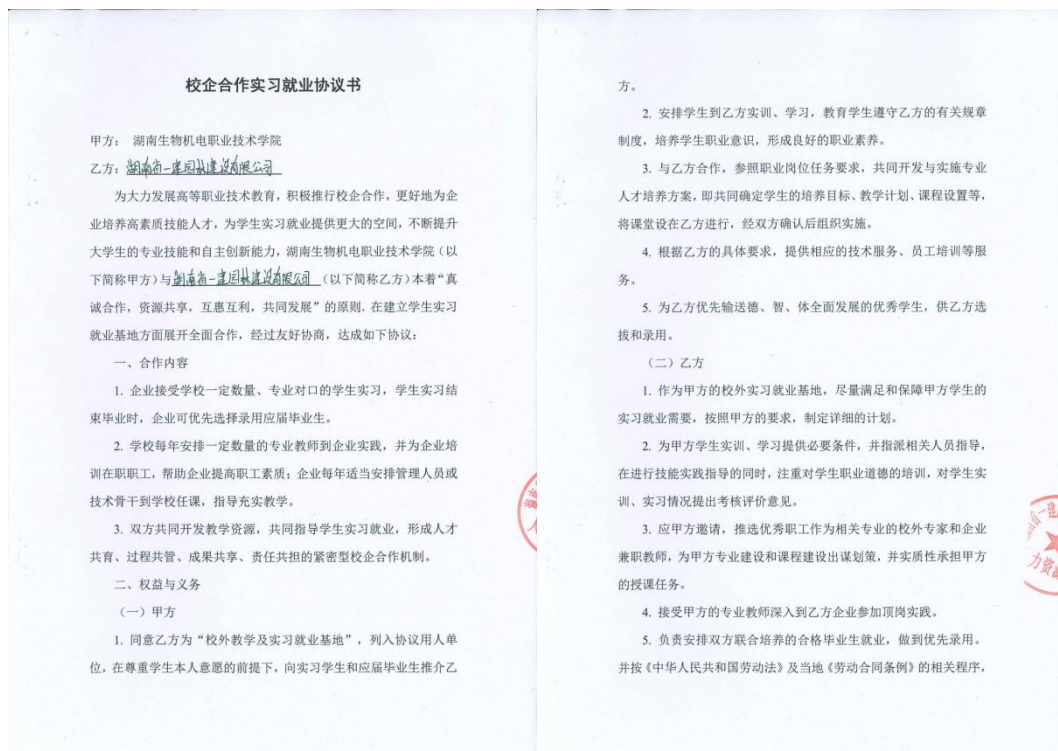 校企合作实习就业协议书
甲方： 湖南生物机电职业技术学院
乙方：湖南省一建园林建设有限公司
为大力发展高等职业技术教育，积极推行校企合作，更好地为企
业培养高素质技能人才，为学生实习就业提供更大的空间，不断提升
大学生的专业技能和自主创新能力，湖南生物机电职业技术学院（以
下简称甲方）与湖南省一建园林建设有限公司（以下简称乙方）本着“真
诚合作，资源共享，互惠互利，共同发展”的原则.在建立学生实习
就业基地方面展开全面合作，经过友好协商，达成如下协议：
一、合作内容
1. 企业接受学校一定数量、专业对口的学生实习，学生实习结
束毕业时，企业可优先选择录用应届毕业生。
2. 学校每年安排一定数量的专业教师到企业实践，并为企业培
训在职职工，帮助企业提高职工素质；企业每年适当安排管理人员或
技术骨干到学校任课，指导充实教学。
3. 双方共同开发教学资源，共同指导学生实习就业，形成人才
共育、过程共管、成果共享、责任共担的紧密型校企合作机制。
二、权益与义务
（一）甲方
1. 同意乙方为“校外教学及实习就业基地”，列入协议用人单
位，在尊重学生本人意愿的前提下，向实习学生和应届毕业生推介乙
方。
2. 安排学生到乙方实训、学习，教育学生遵守乙方的有关规章
制度，培养学生职业意识，形成良好的职业素养。
3. 与乙方合作，参照职业岗位任务要求，共同开发与实施专业
人才培养方案，即共同确定学生的培养目标、教学计划、课程设置等，
将课堂设在乙方进行，经双方确认后组织实施。
4. 根据乙方的具体要求，提供相应的技术服务、员工培训等服
务。
5. 为乙方优先输送德、智、体全面发展的优秀学生，供乙方选
拔和录用。
（二）乙方
1. 作为甲方的校外实习就业基地，尽量满足和保障甲方学生的
实习就业需要，按照甲方的要求，制定详细的计划。
2. 为甲方学生实训、学习提供必要条件，并指派相关人员指导，
在进行技能实践指导的同时，注重对学生职业道德的培训，对学生实
训、实习情况提出考核评价意见。
3. 应甲方邀请，推选优秀职工作为相关专业的校外专家和企业
兼职教师，为甲方专业建设和课程建设出谋划策，并实质性承担甲方
的授课任务。
4. 接受甲方的专业教师深入到乙方企业参加顶岗实践。
5. 负责安排双方联合培养的合格毕业生就业，做到优先录用。
并按《中华人民共和国劳动法》及当地《劳动合同条例》的相关程序，
省一建
力资